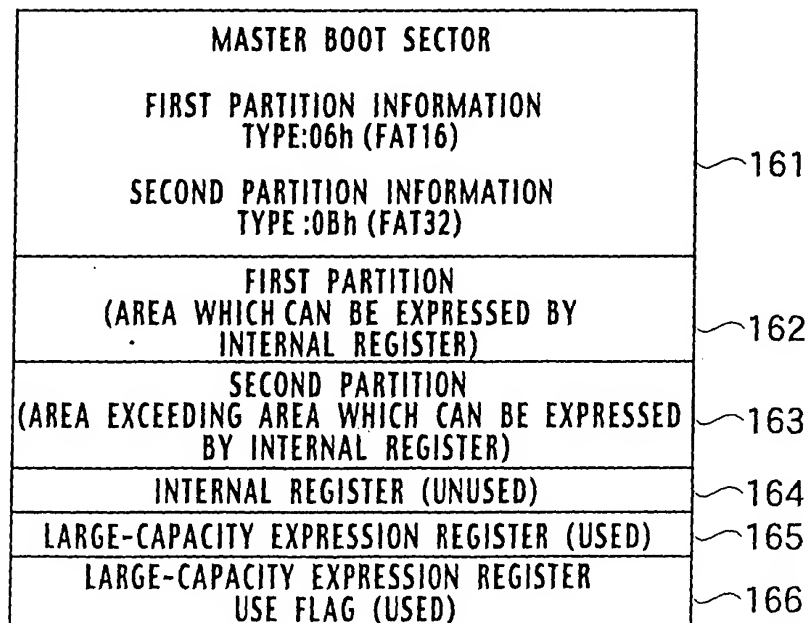 MASTER BOOT SECTOR
FIRST PARTITION INFORMATION
TYPE:06h (FAT16)
SECOND PARTITION INFORMATION
TYPE:0Bh (FAT32)
161
FIRST PARTITION
(AREA WHICH CAN BE EXPRESSED BY
INTERNAL REGISTER)
162
SECOND PARTITION
(AREA EXCEEDING AREA WHICH CAN BE EXPRESSED
BY INTERNAL REGISTER)
163
INTERNAL REGISTER (UNUSED)
164
LARGE-CAPACITY EXPRESSION REGISTER (USED)
165
LARGE-CAPACITY EXPRESSION REGISTER
USE FLAG (USED)
166